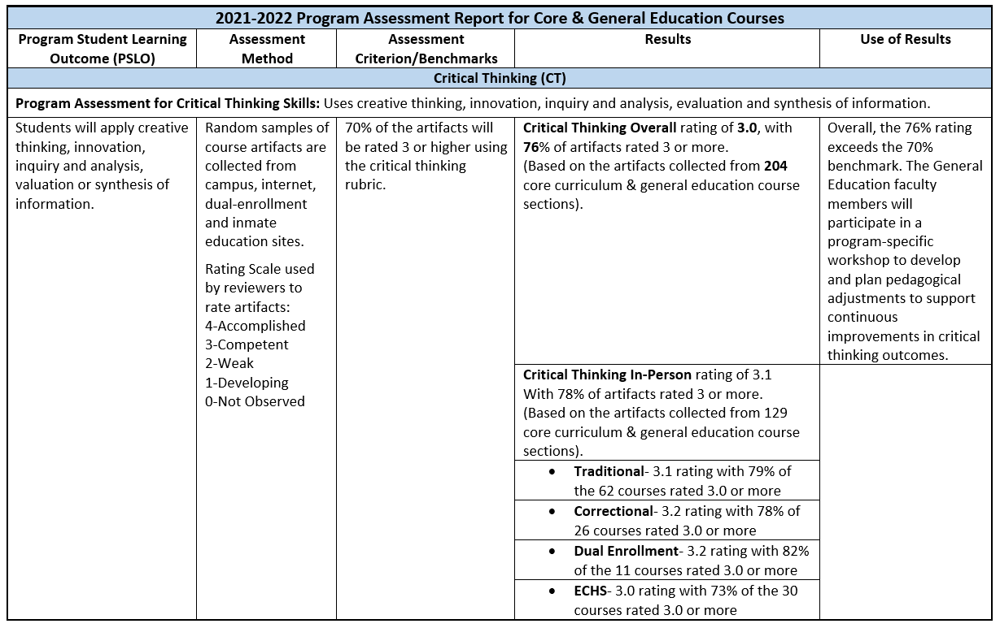 2021-2022 Program Assessment Report for Core & General Education Courses
Program Student Learning
Outcome (PSLO)
Assessment
Method
Assessment
Criterion/Benchmarks
Results
Use of Results
Critical Thinking (CT)
Program Assessment for Critical Thinking Skills: Uses creative thinking, innovation, inquiry and analysis, evaluation and synthesis of information.
Students will apply creative
thinking, innovation,
inquiry and analysis,
valuation or synthesis of
information.
Random samples of
course artifacts are
collected from
campus, internet,
dual-enrollment
and inmate
education sites.
Rating Scale used
by reviewers to
rate artifacts:
4-Accomplished
3-Competent
2-Weak
1-Developing
0-Not Observed
70% of the artifacts will
be rated 3 or higher using
the critical thinking
rubric.
Critical Thinking Overall rating of 3.0, with
76% of artifacts rated 3 or more.
(Based on the artifacts collected from 204
core curriculum & general education course
sections).
Overall, the 76% rating
exceeds the 70%
benchmark. The General
Education faculty
members will
participate in a
program-specific
workshop to develop
and plan pedagogical
adjustments to support
continuous
improvements in critical
thinking outcomes.
Critical Thinking In-Person rating of 3.1
With 78% of artifacts rated 3 or more.
(Based on the artifacts collected from 129
core curriculum & general education course
sections).
• Traditional- 3.1 rating with 79% of
the 62 courses rated 3.0 or more
• Correctional- 3.2 rating with 78% of
26 courses rated 3.0 or more
• Dual Enrollment- 3.2 rating with 82%
of the 11 courses rated 3.0 or more
• ECHS- 3.0 rating with 73% of the 30
courses rated 3.0 or more